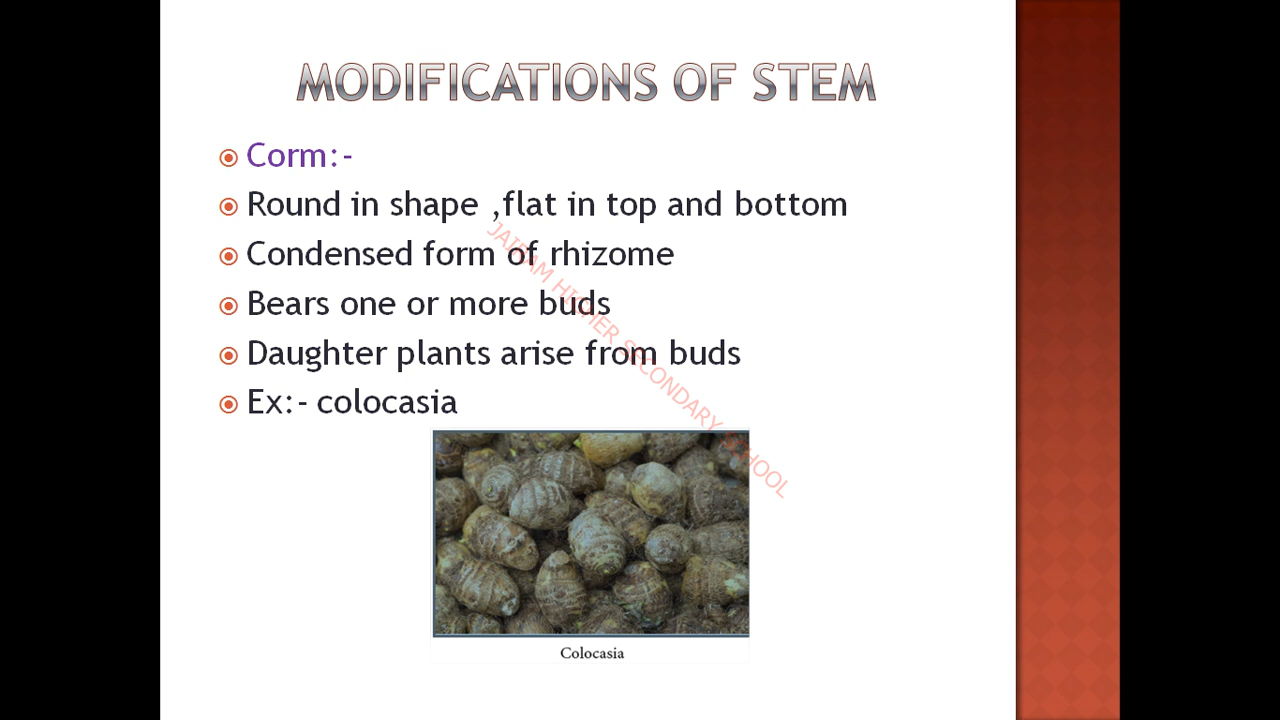 MODIFICATIONS OF STEM
Corm:-
Round in shape ,flat in top and bottom
Condensed form of rhizome
Bears one or more buds
Daughter plants arise from buds
Ex:- colocasia
JAIRAM HIGHER SECONDARY SCHOOL
Colocasia